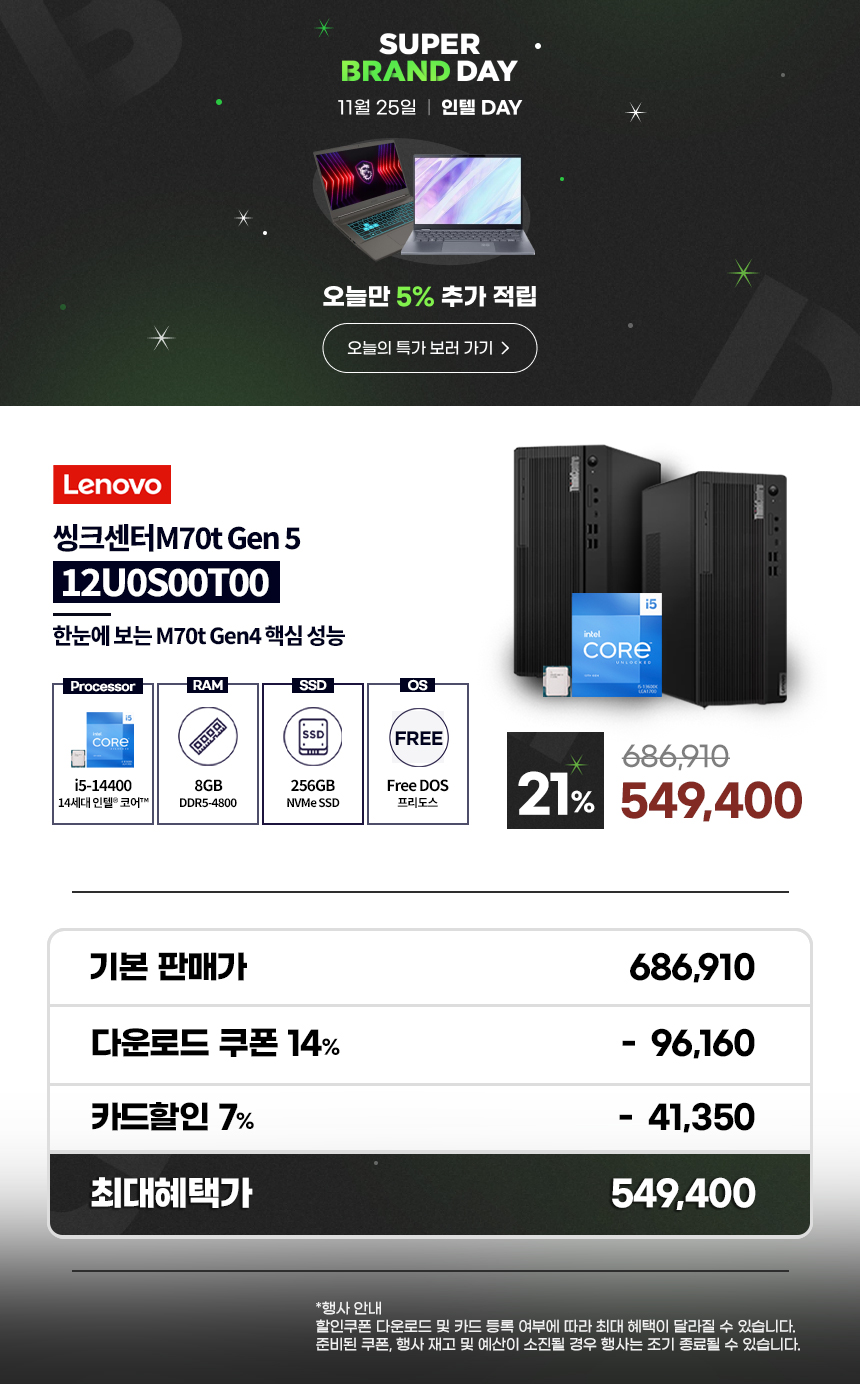 SUPER
BRAND DAY
11월 25일 | 인텔 DAY
오늘만 5% 추가 적립
오늘의 특가 보러 가기 >
Lenovo
씽크센터M70t Gen 5
12U0S00T00
한눈에 보는 M70t Gen4 핵심 성능
Processor
RAM
SSD
OS
i5
intel
CORE
SSD
FREE
i5-14400
14세대 인텔® 코어™
8GB
DDR5-4800
256GB
NVMe SSD
Free DOS
프리도스
ThinkCentre
ThinkCentre
i5
intel
CORE
UNLOCKED
21%
686,910
549,400
기본 판매가 686,910
다운로드 쿠폰 14% - 96,160
카드할인 7% - 41,350
최대혜택가 549,400
*행사 안내
할인쿠폰 다운로드 및 카드 등록 여부에 따라 최대 혜택이 달라질 수 있습니다.
준비된 쿠폰, 행사 재고 및 예산이 소진될 경우 행사는 조기 종료될 수 있습니다.